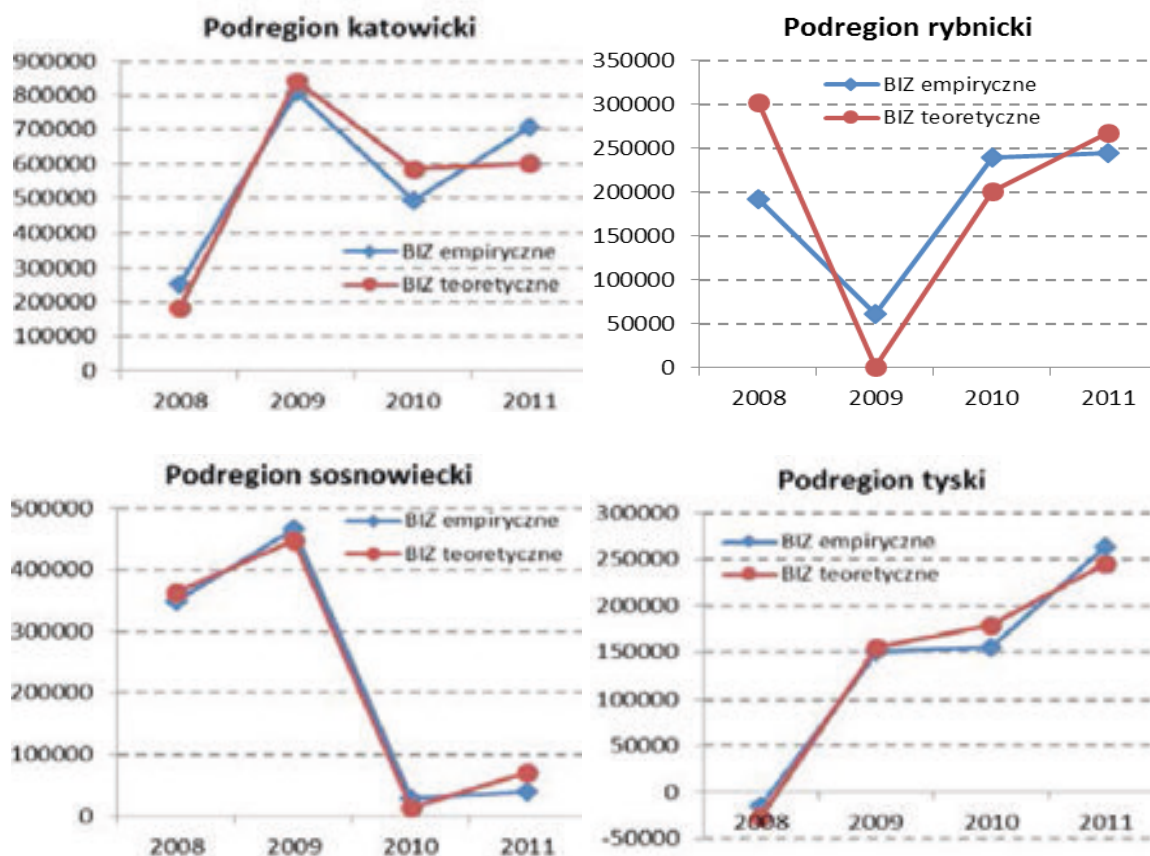 Podregion katowicki
900000
800000
700000
600000
500000
400000
300000
200000
100000
0
BIZ empiryczne
BIZ teoretyczne
2008 2009 2010 2011
Podregion rybnicki
350000
300000
250000
200000
150000
100000
50000
0
BIZ empiryczne
BIZ teoretyczne
2008 2009 2010 2011
Podregion sosnowiecki
500000
400000
300000
200000
100000
0
BIZ empiryczne
BIZ teoretyczne
2008 2009 2010 2011
Podregion tyski
300000
250000
200000
150000
100000
50000
0
-50000
BIZ empiryczne
BIZ teoretyczne
2008 2009 2010 2011